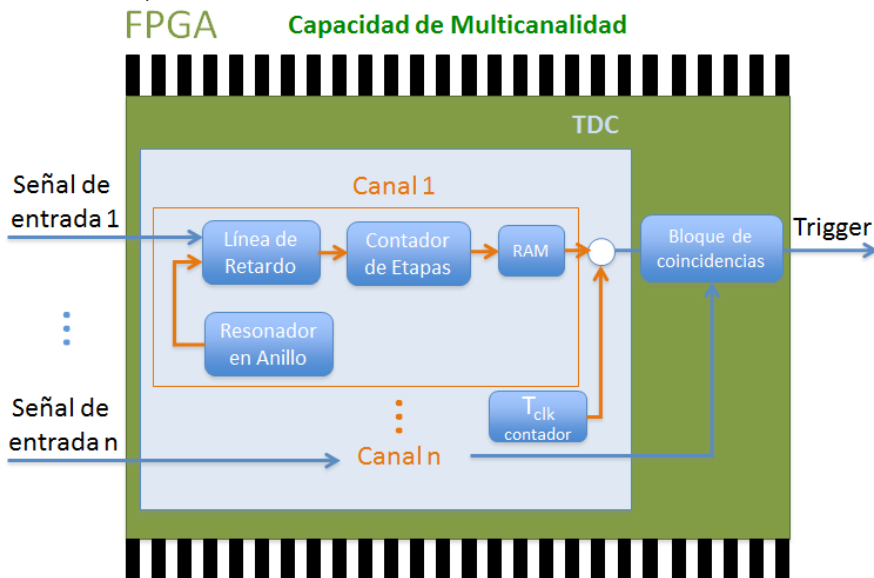 FPGA
Capacidad de Multicanalidad
TDC
Señal de
entrada 1
Canal 1
Línea de
Retardo
Contador
de Etapas
RAM
Bloque de
coincidencias
Trigger
Resonador
en Anillo
Señal de
entrada n
Tclk
contador
Canal n